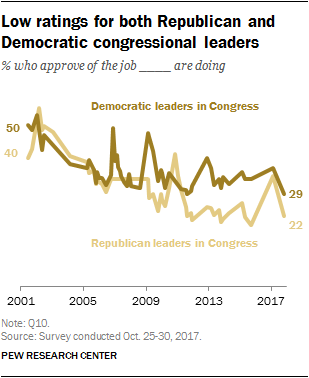 Low ratings for both Republican and
Democratic congressional leaders
% who approve of the job _____ are doing
Democratic leaders in Congress
50
40
29
22
Republican leaders in Congress
2001 2005 2009 2013 2017
Note: Q10.
Source: Survey conducted Oct. 25-30, 2017.
PEW RESEARCH CENTER